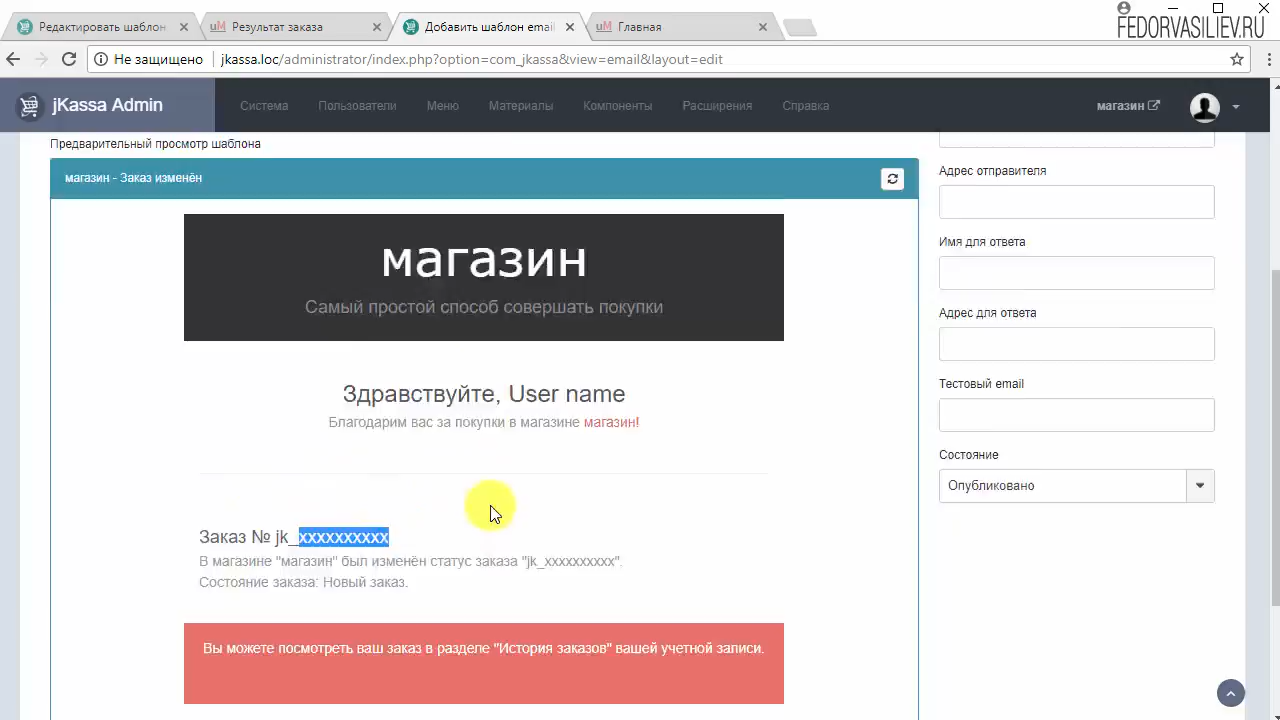 Редактировать шаблон
Результат заказа
Добавить шаблон email
Главная
FEDORVASILIEV.RU
Не защищено
jkassa.loc/administrator/index.php?option=com_jkassa&view=email&layout=edit
jKassa Admin
Система
Пользователи
Меню
Материалы
Компоненты
Расширения
Справка
магазин
Предварительный просмотр шаблона
магазин - Заказ изменён
магазин
Самый простой способ совершать покупки
Здравствуйте, User name
Благодарим вас за покупки в магазине магазин!
Заказ № jk_xxxxxxxxxx
В магазине "магазин" был изменён статус заказа "jk_xxxxxxxxxx".
Состояние заказа: Новый заказ.
Вы можете посмотреть ваш заказ в разделе "История заказов" вашей учетной записи.
Адрес отправителя
Имя для ответа
Адрес для ответа
Тестовый email
Состояние
Опубликовано